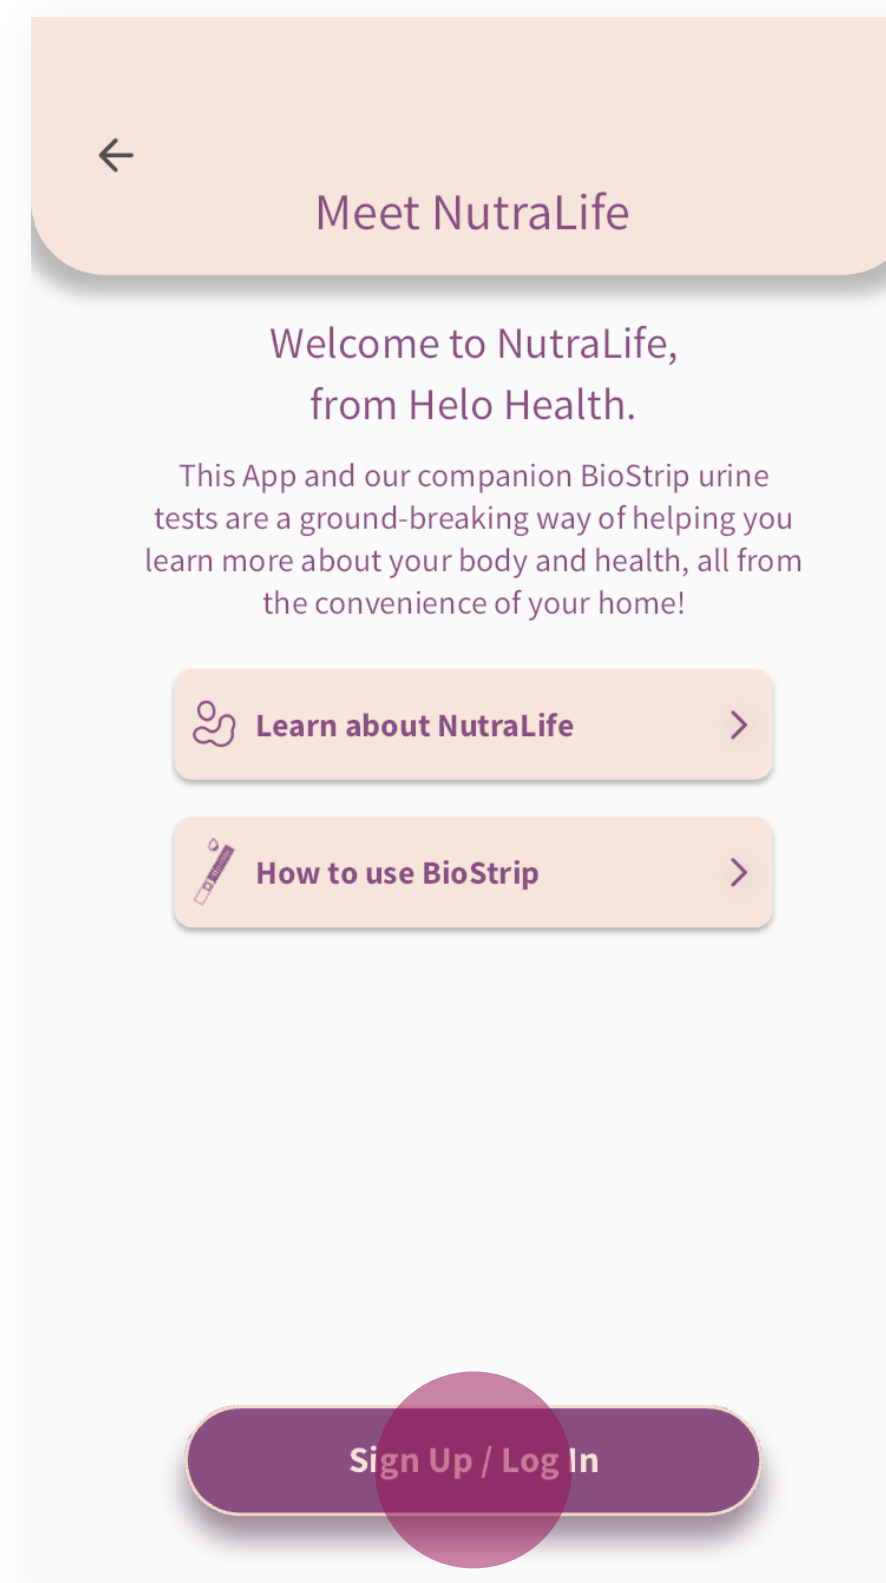 Meet NutraLife
Welcome to NutraLife,
from Helo Health.
This App and our companion BioStrip urine
tests are a ground-breaking way of helping you
learn more about your body and health, all from
the convenience of your home!
Learn about NutraLife
How to use BioStrip
Sign Up / Log In